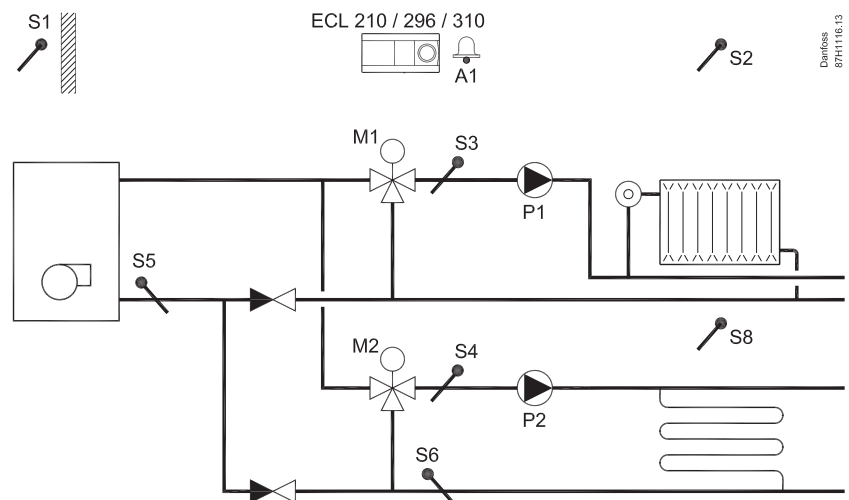 S1
ECL 210 / 296 / 310
A1
S2
Danfoss
87H1116.13
M1
S3
P1
S5
S8
M2
S4
P2
S6